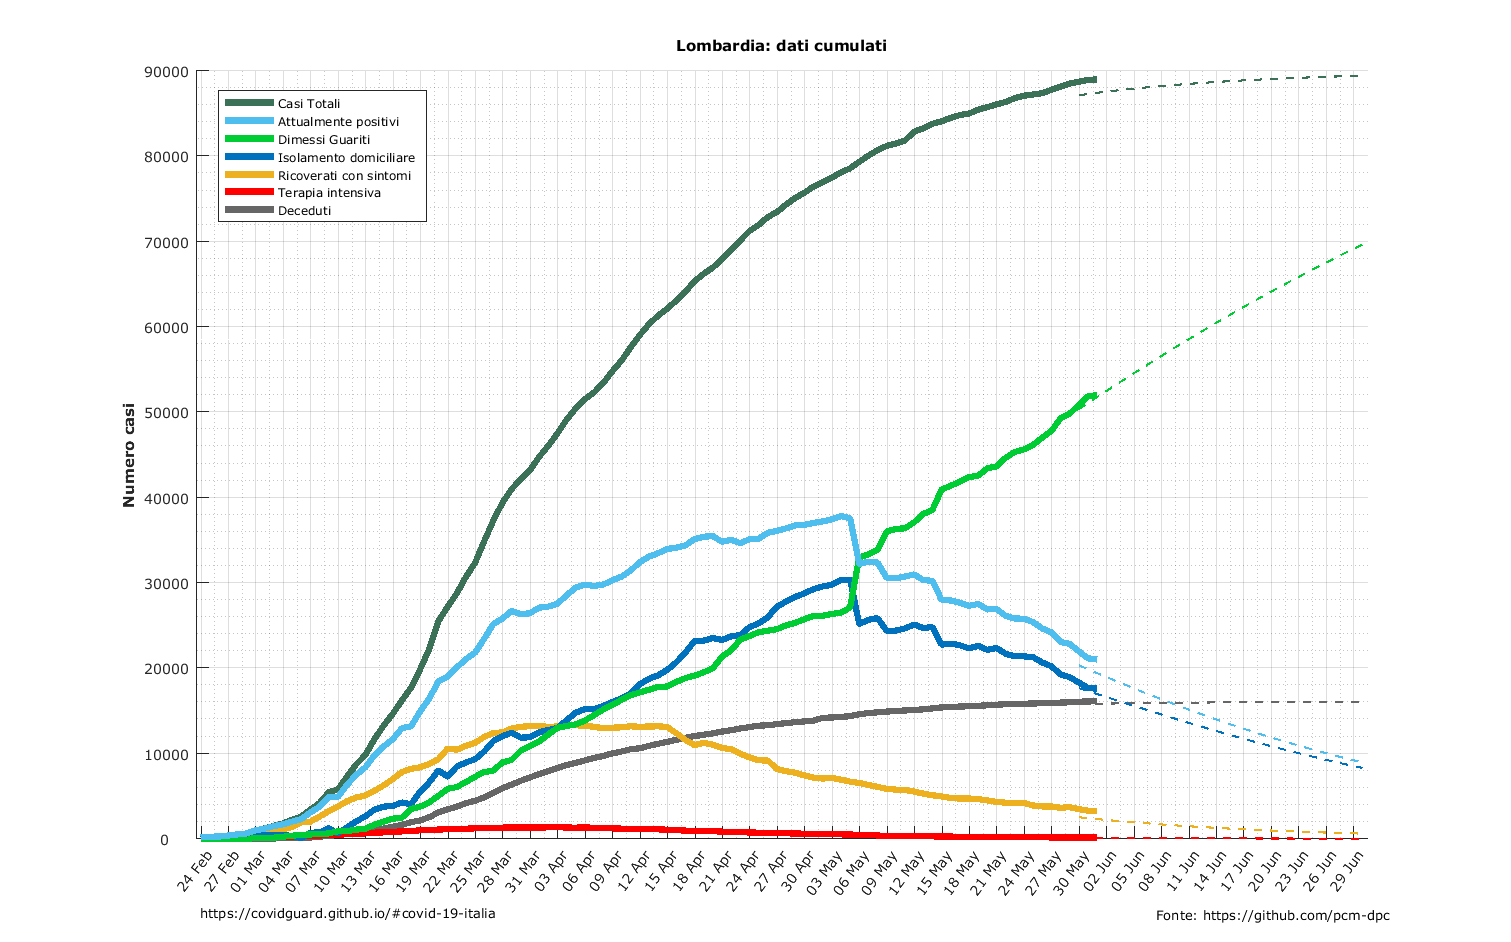 Lombardia: dati cumulati
90000
80000
70000
60000
50000
40000
30000
20000
10000
0
Numero casi
Casi Totali
Attualmente positivi
Dimessi Guariti
Isolamento domiciliare
Ricoverati con sintomi
Terapia intensiva
Deceduti
24 Feb
27 Feb
01 Mar
04 Mar
07 Mar
10 Mar
13 Mar
16 Mar
19 Mar
22 Mar
25 Mar
28 Mar
31 Mar
03 Apr
06 Apr
09 Apr
12 Apr
15 Apr
18 Apr
21 Apr
24 Apr
27 Apr
30 Apr
03 May
06 May
09 May
12 May
15 May
18 May
21 May
24 May
27 May
30 May
02 Jun
05 Jun
08 Jun
11 Jun
14 Jun
17 Jun
20 Jun
23 Jun
26 Jun
29 Jun
https://covidguard.github.io/#covid-19-italia
Fonte: https://github.com/pcm-dpc